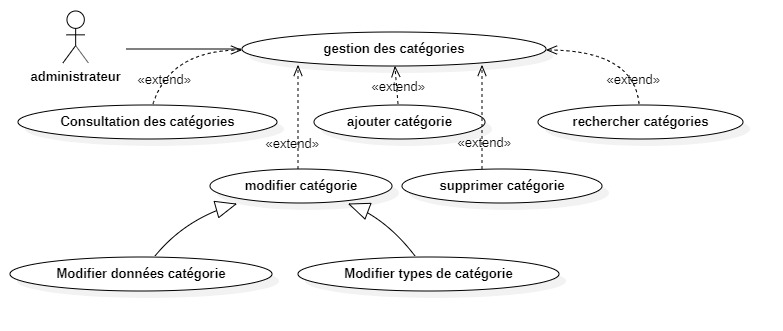 gestion des catégories
administrateur
«extend»
«extend»
«extend»
Consultation des catégories
ajouter catégorie
rechercher catégories
«extend»
«extend»
modifier catégorie
supprimer catégorie
Modifier données catégorie
Modifier types de catégorie